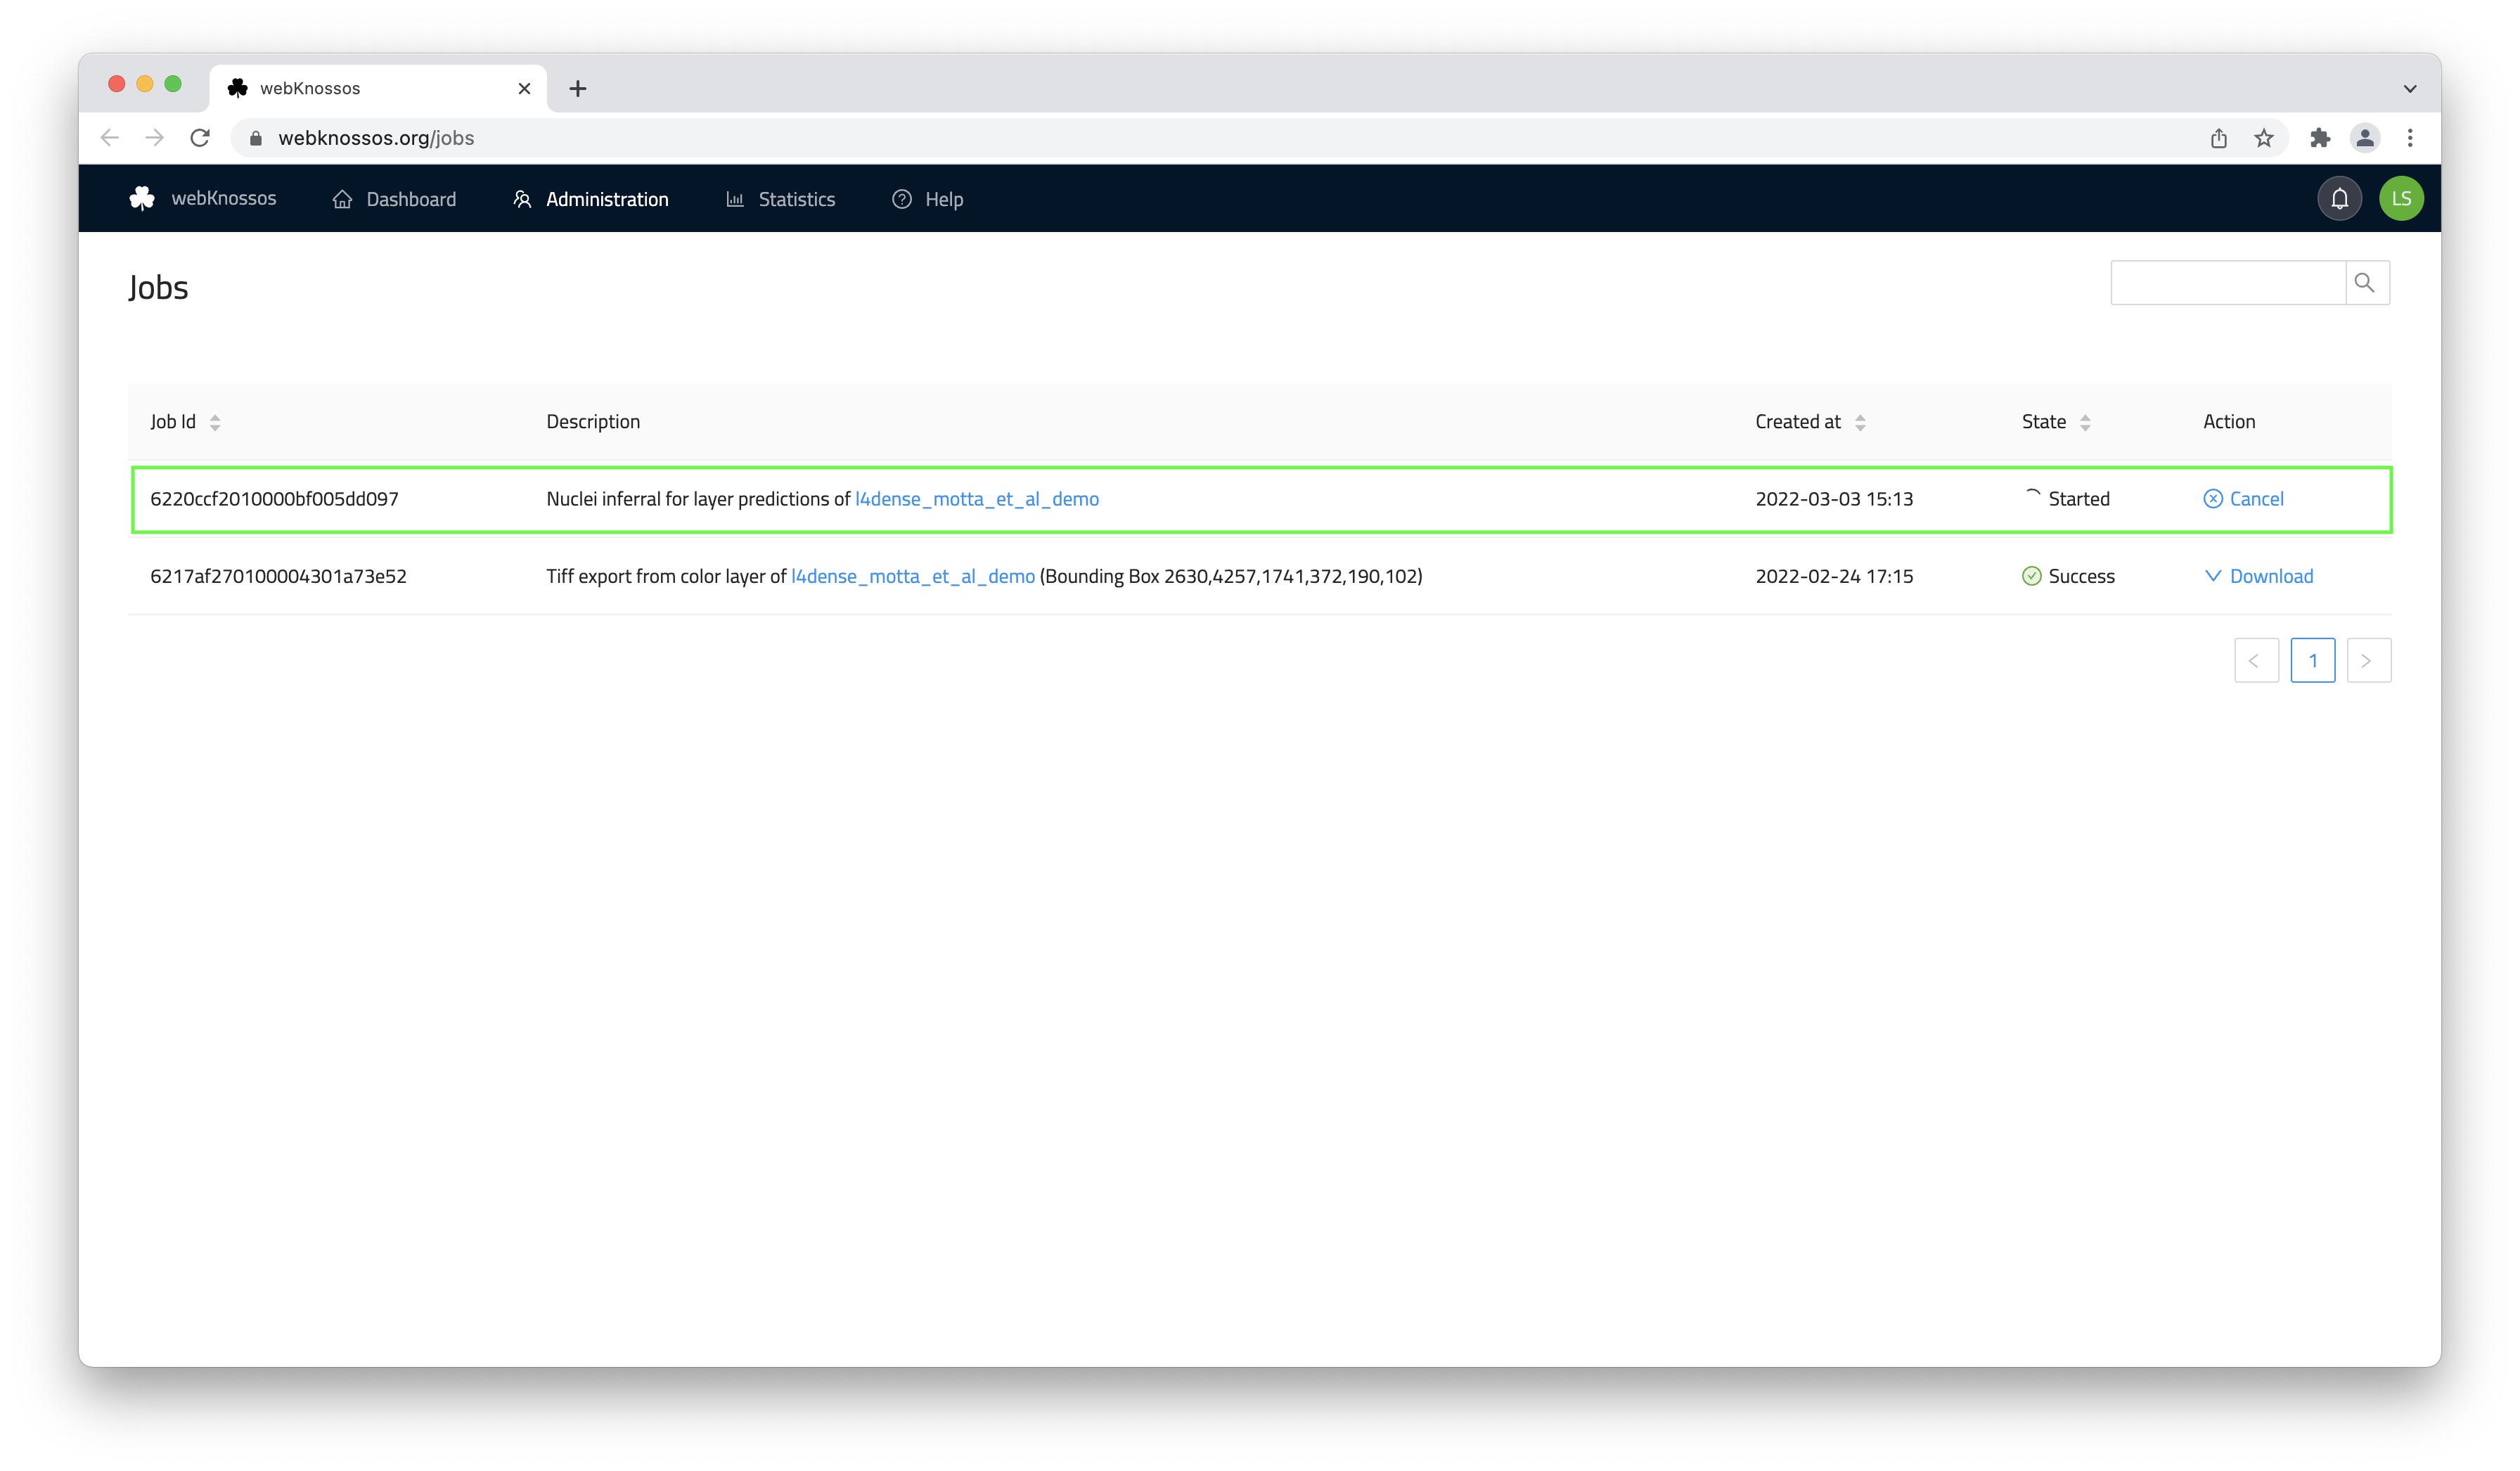 webKnossos
webknossos.org/jobs
webKnossos Dashboard Administration Statistics Help LS
Jobs
Job Id Description Created at State Action
6220ccf2010000bf005dd097 Nuclei inferral for layer predictions of l4dense_motta_et_al_demo 2022-03-03 15:13 Started Cancel
6217af270100004301a73e52 Tiff export from color layer of l4dense_motta_et_al_demo (Bounding Box 2630,4257,1741,372,190,102) 2022-02-24 17:15 Success Download
1